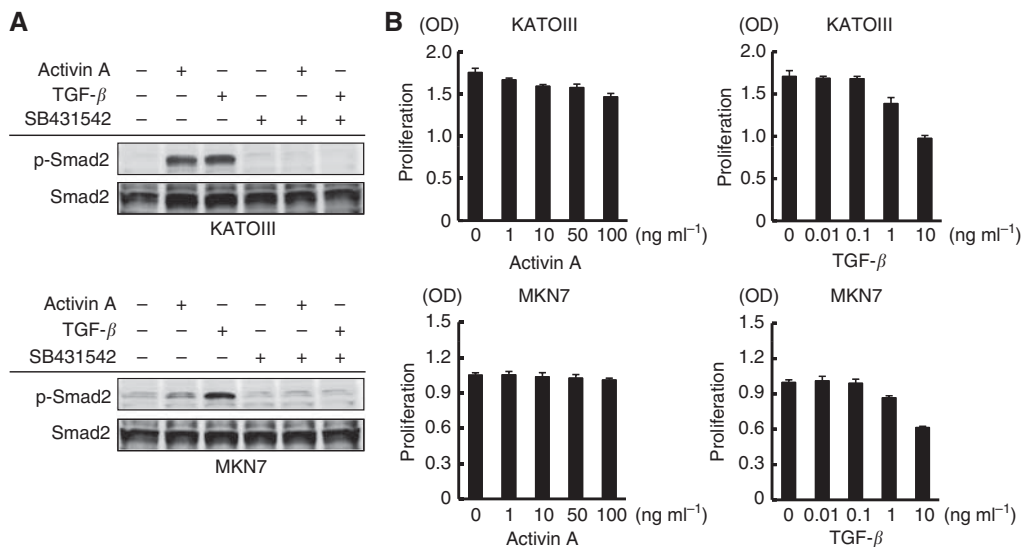 A
Activin A – + – – + –
TGF-β – – + – – +
SB431542 – – – + + +
p-Smad2
Smad2
KATOIII
Activin A – + – – + –
TGF-β – – + – – +
SB431542 – – – + + +
p-Smad2
Smad2
MKN7
B
(OD) KATOIII
2.0
1.5
1.0
1.5
0
Proliferation
0 1 10 50 100 (ng ml–1)
Activin A
(OD) KATOIII
2.0
1.5
1.0
1.5
0
Proliferation
0 0.01 0.1 1 10 (ng ml–1)
TGF-β
(OD) MKN7
1.5
1.2
0.9
0.6
0.3
0
Proliferation
0 1 10 50 100 (ng ml–1)
Activin A
(OD) MKN7
1.5
1.2
0.9
0.6
0.3
0
Proliferation
0 0.01 0.1 1 10 (ng ml–1)
TGF-β